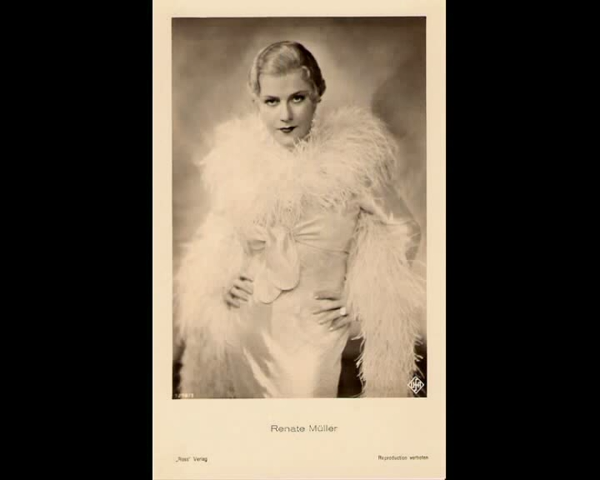 Renate Müller
„Ross" Verlag
Reproduction verboten